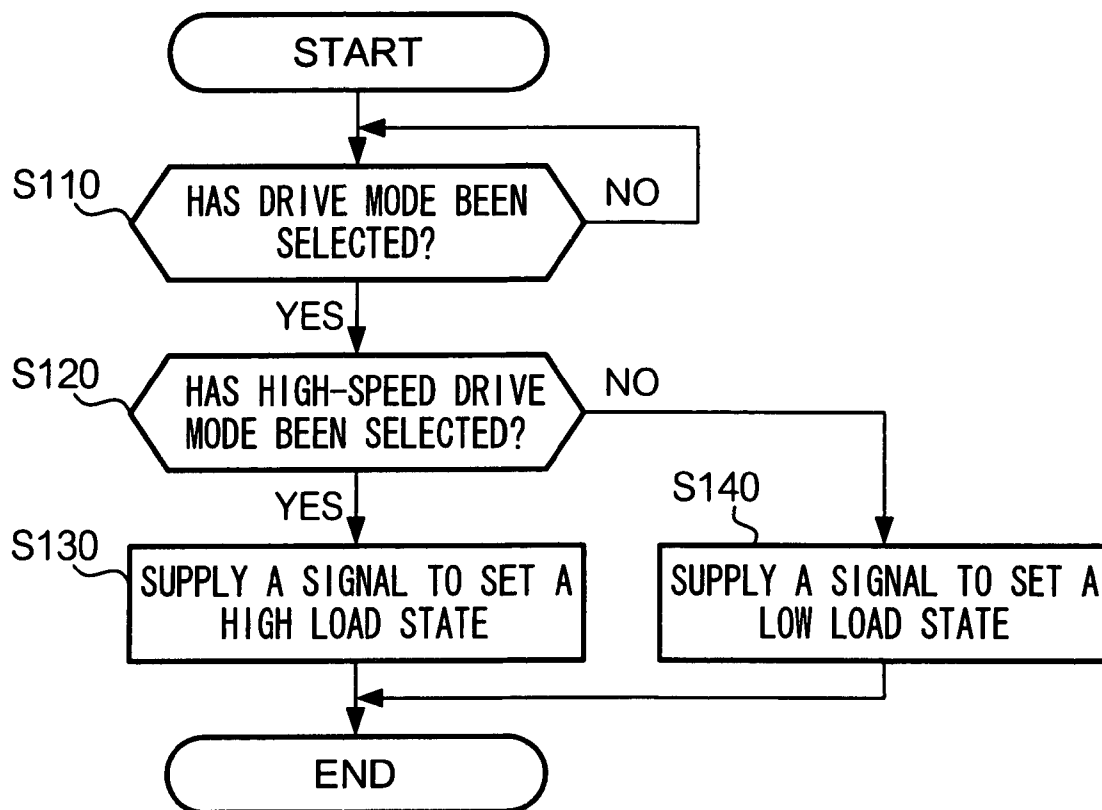 START
S110
HAS DRIVE MODE BEEN
SELECTED?
NO
YES
S120
HAS HIGH-SPEED DRIVE
MODE BEEN SELECTED?
NO
YES
S130
SUPPLY A SIGNAL TO SET A
HIGH LOAD STATE
S140
SUPPLY A SIGNAL TO SET A
LOW LOAD STATE
END